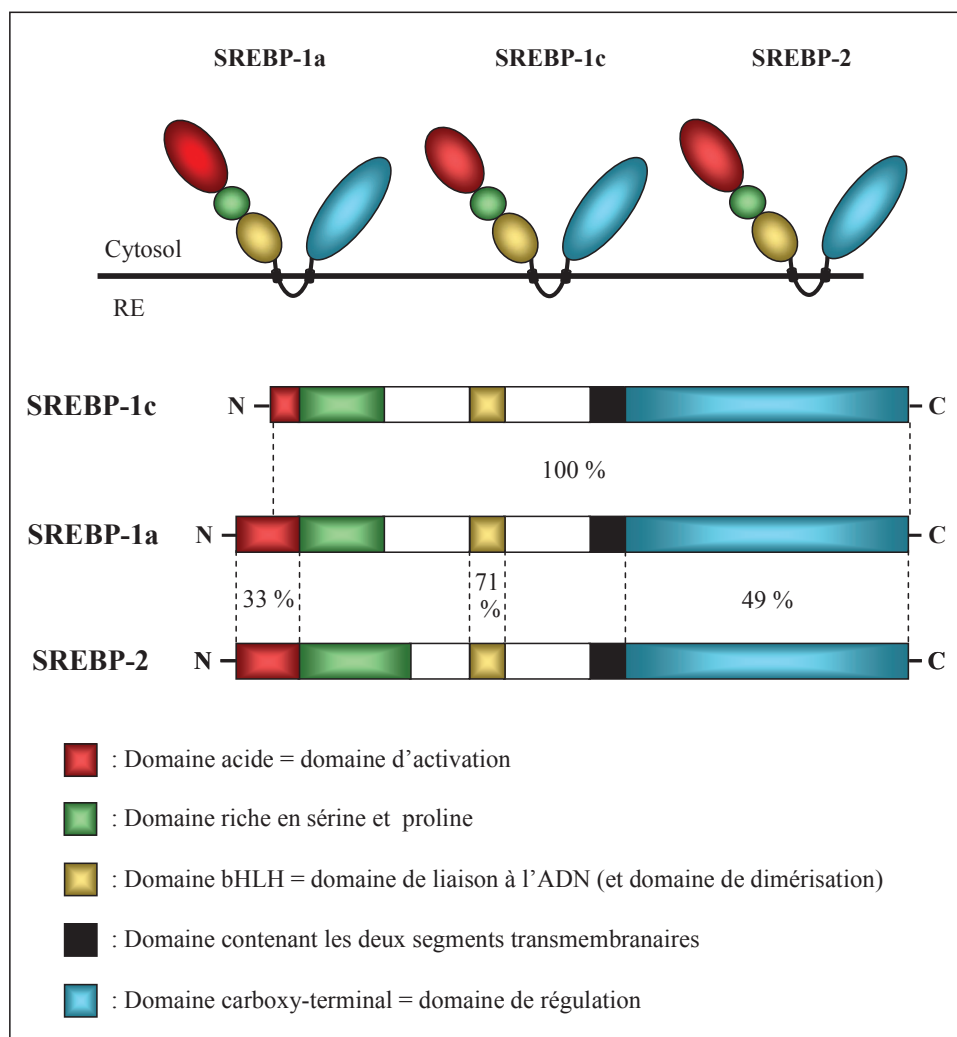 SREBP-1a SREBP-1c SREBP-2
Cytosol
RE
SREBP-1c N C
100 %
SREBP-1a N C
33 % 71 % 49 %
SREBP-2 N C
: Domaine acide = domaine d’activation
: Domaine riche en sérine et proline
: Domaine bHLH = domaine de liaison à l’ADN (et domaine de dimérisation)
: Domaine contenant les deux segments transmembranaires
: Domaine carboxy-terminal = domaine de régulation